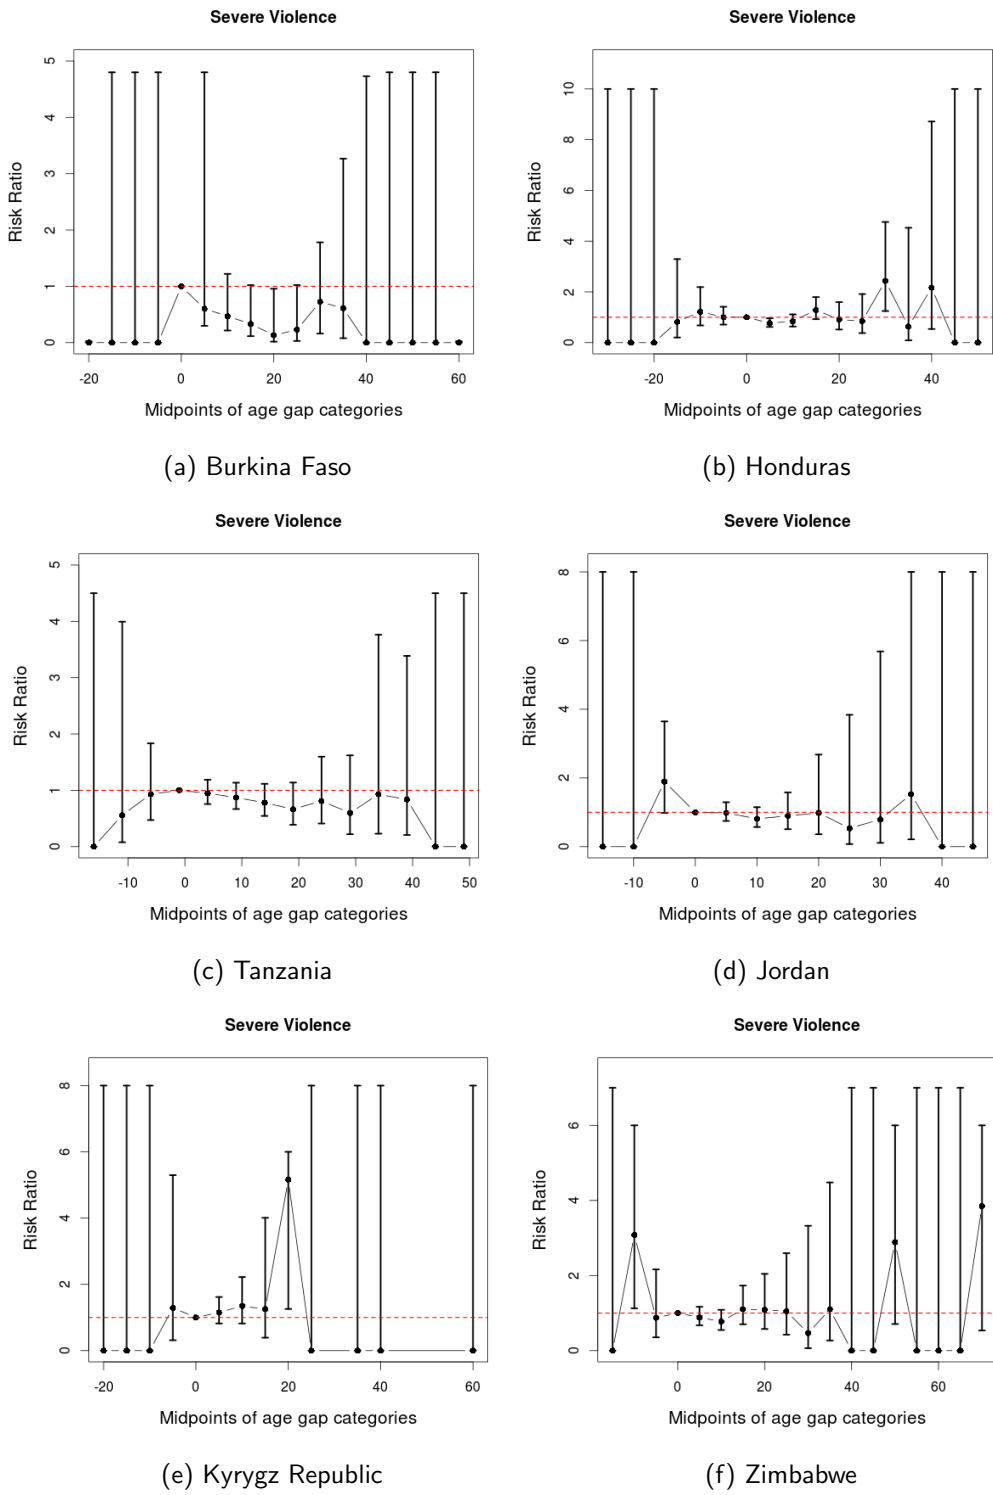 Severe Violence
Severe Violence
Risk Ratio
0 1 2 3 4 5
-20 0 20 40 60
Midpoints of age gap categories
Risk Ratio
0 2 4 6 8 10
-20 0 20 40
Midpoints of age gap categories
(a) Burkina Faso
(b) Honduras
Severe Violence
Severe Violence
Risk Ratio
0 1 2 3 4 5
-10 0 10 20 30 40 50
Midpoints of age gap categories
Risk Ratio
0 2 4 6 8
-10 0 10 20 30 40
Midpoints of age gap categories
(c) Tanzania
(d) Jordan
Severe Violence
Severe Violence
Risk Ratio
0 2 4 6 8
-20 0 20 40 60
Midpoints of age gap categories
Risk Ratio
0 2 4 6
0 20 40 60
Midpoints of age gap categories
(e) Kyrygz Republic
(f) Zimbabwe